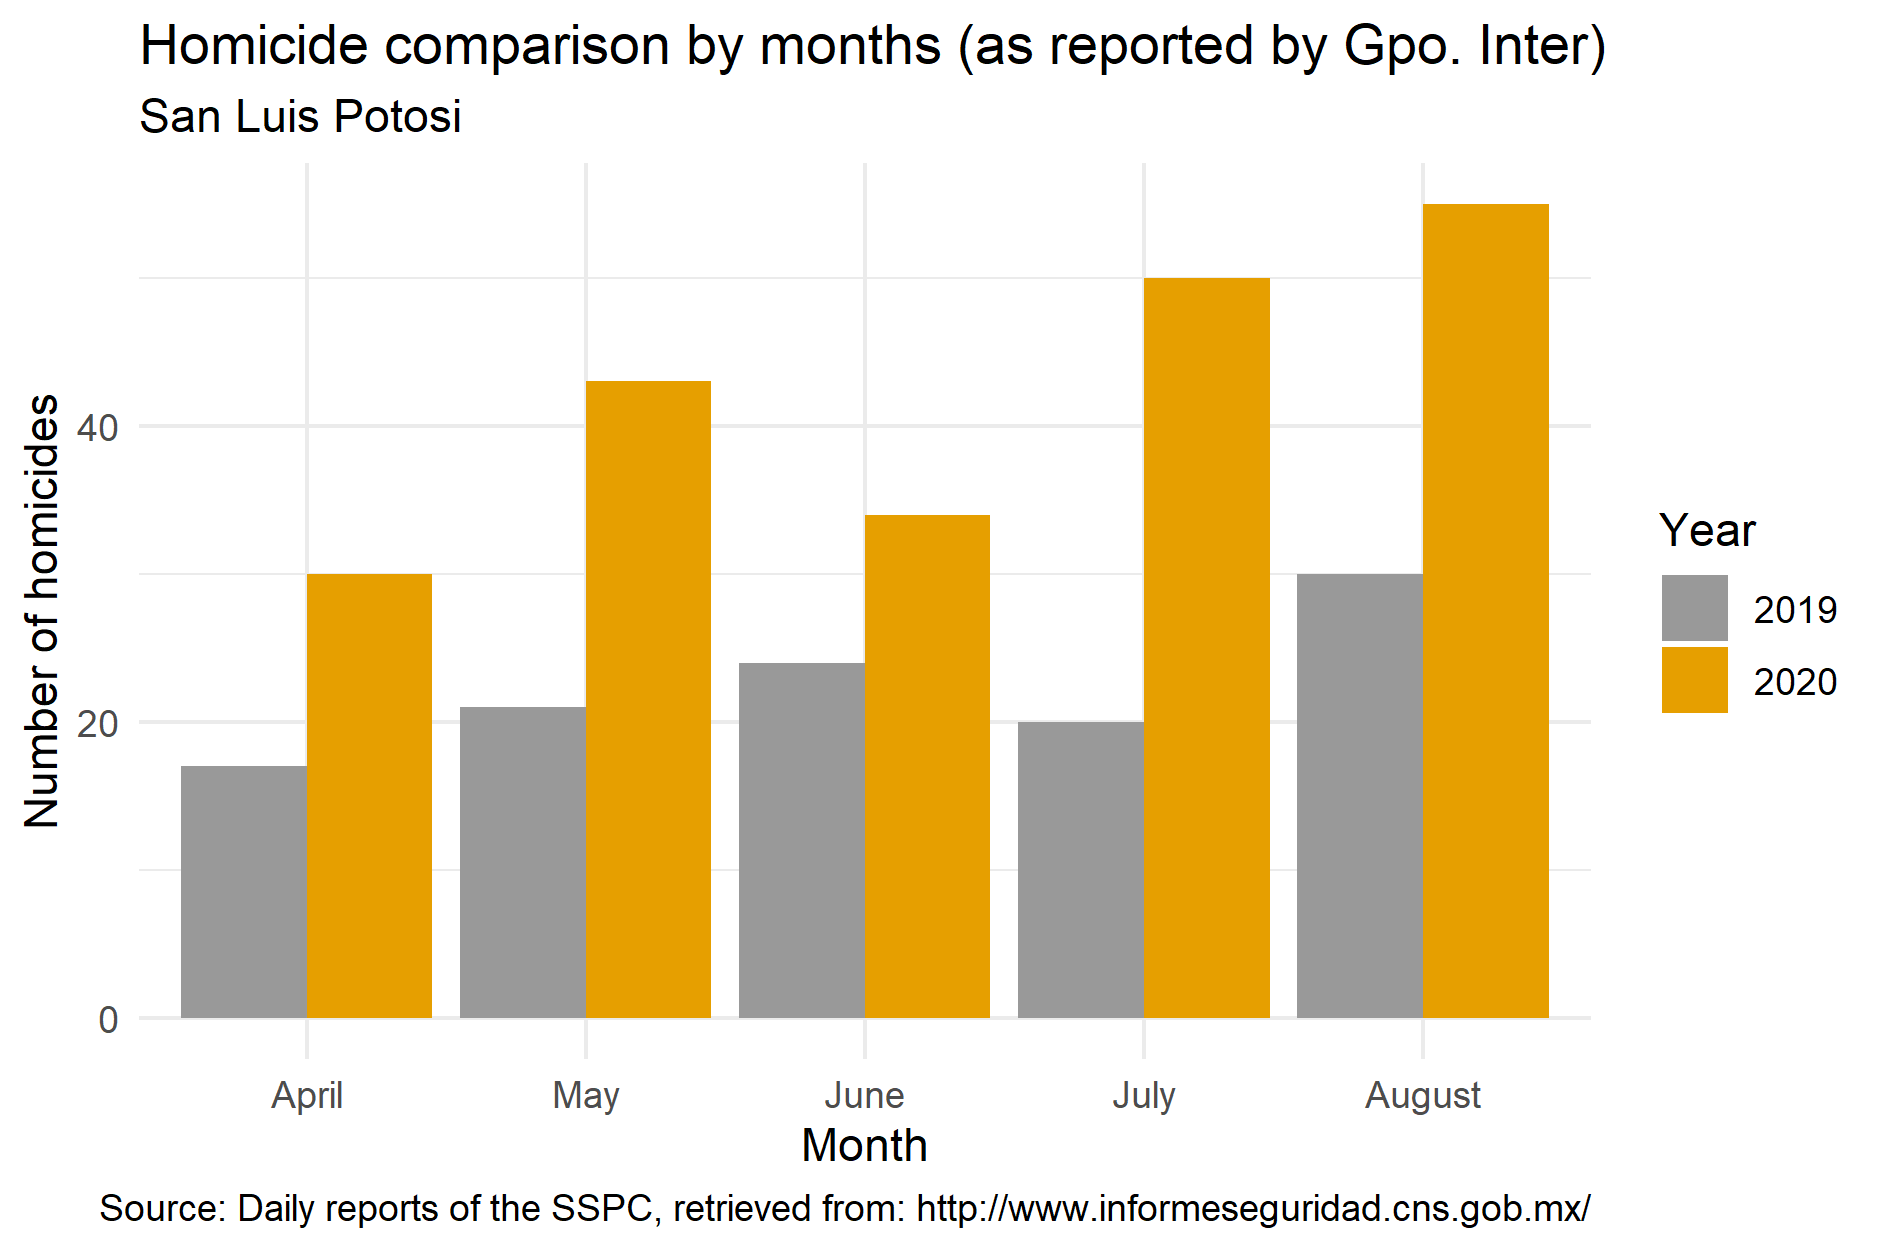 Homicide comparison by months (as reported by Gpo. Inter)
San Luis Potosi
Number of homicides
40
20
0
April
May
June
July
August
Month
Year
2019
2020
Source: Daily reports of the SSPC, retrieved from: http://www.informeseguridad.cns.gob.mx/